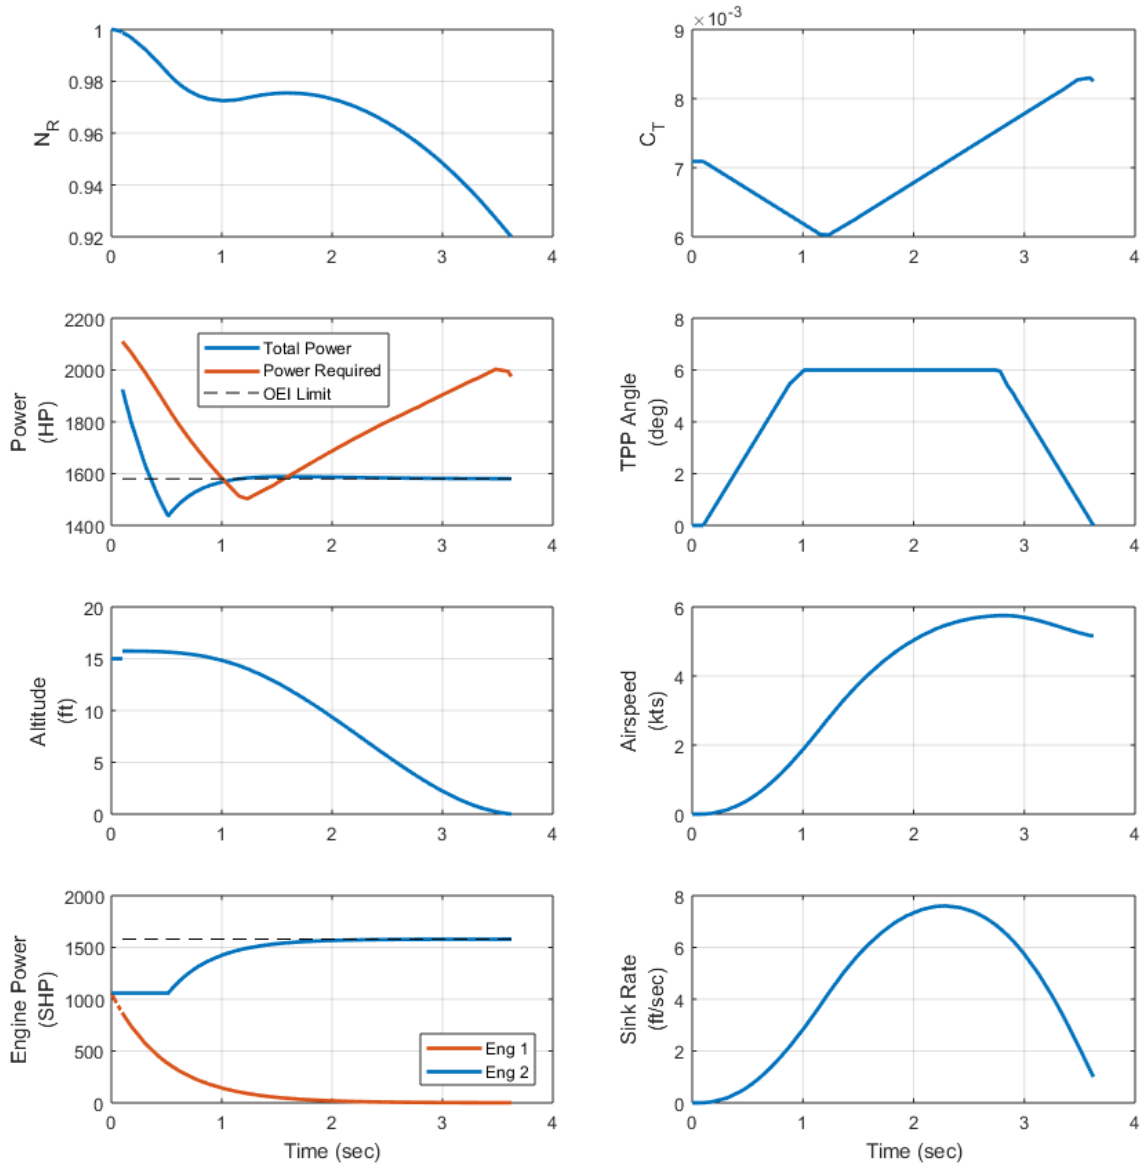 1
0.98
0.96
0.94
0.92
N_R
0 1 2 3 4
×10^-3
9
8
7
6
C_T
0 1 2 3 4
2200
2000
1800
1600
1400
Power
(HP)
Total Power
Power Required
OEI Limit
0 1 2 3 4
8
6
4
2
0
TPP Angle
(deg)
0 1 2 3 4
20
15
10
5
0
Altitude
(ft)
0 1 2 3 4
6
4
2
0
Airspeed
(kts)
0 1 2 3 4
2000
1500
1000
500
0
Engine Power
(SHP)
Eng 1
Eng 2
0 1 2 3 4
Time (sec)
8
6
4
2
0
Sink Rate
(ft/sec)
0 1 2 3 4
Time (sec)